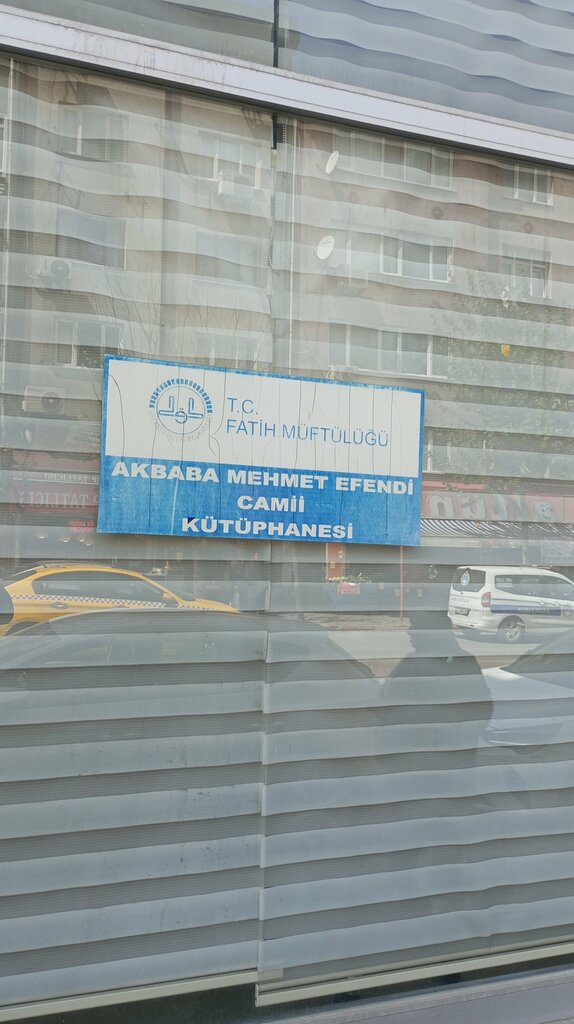 T.C.
FATİH MÜFTÜLÜĞÜ
AKBABA MEHMET EFENDİ
CAMİİ
KÜTÜPHANESİ